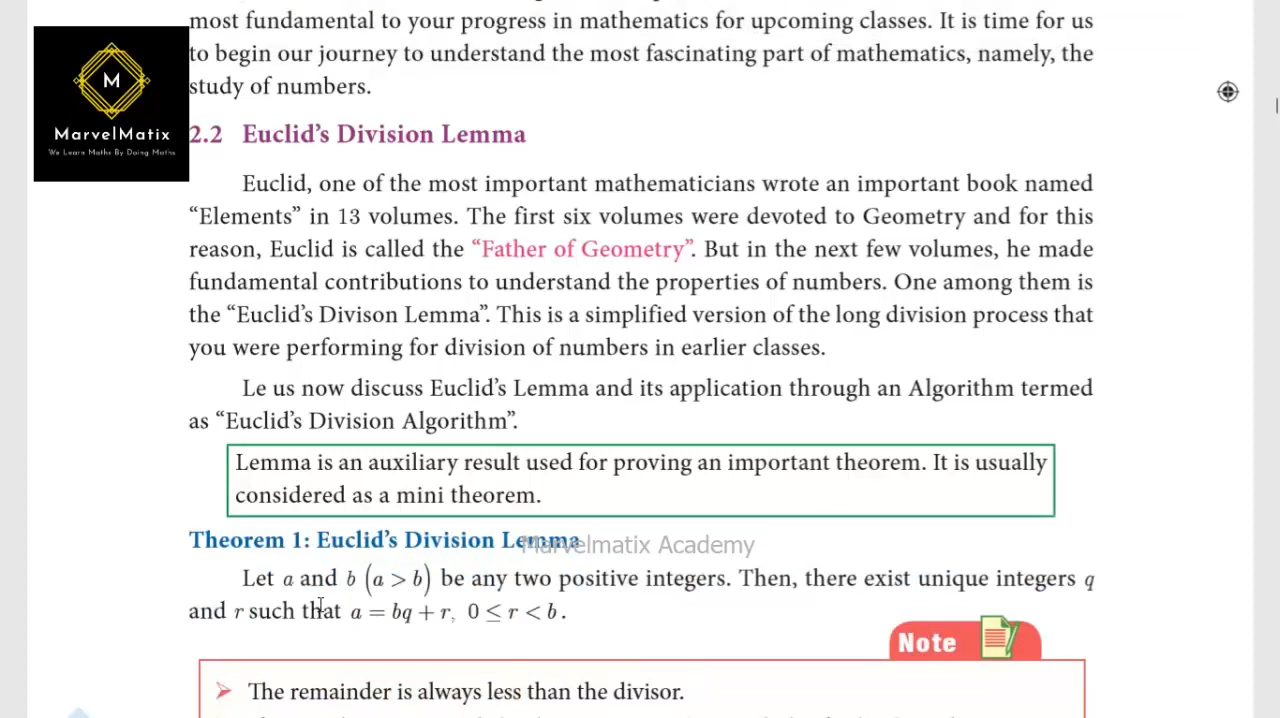 most fundamental to your progress in mathematics for upcoming classes. It is time for us
to begin our journey to understand the most fascinating part of mathematics, namely, the
study of numbers.
M
MarvelMatix
We Learn Maths By Doing Maths
2.2 Euclid's Division Lemma
Euclid, one of the most important mathematicians wrote an important book named
“Elements” in 13 volumes. The first six volumes were devoted to Geometry and for this
reason, Euclid is called the “Father of Geometry”. But in the next few volumes, he made
fundamental contributions to understand the properties of numbers. One among them is
the “Euclid's Divison Lemma”. This is a simplified version of the long division process that
you were performing for division of numbers in earlier classes.
Le us now discuss Euclid's Lemma and its application through an Algorithm termed
as “Euclid's Division Algorithm”.
Lemma is an auxiliary result used for proving an important theorem. It is usually
considered as a mini theorem.
Theorem 1: Euclid's Division Lemma
Marvelmatix Academy
Let a and b (a > b) be any two positive integers. Then, there exist unique integers q
and r such that a = bq + r, 0 ≤ r < b.
Note
The remainder is always less than the divisor.